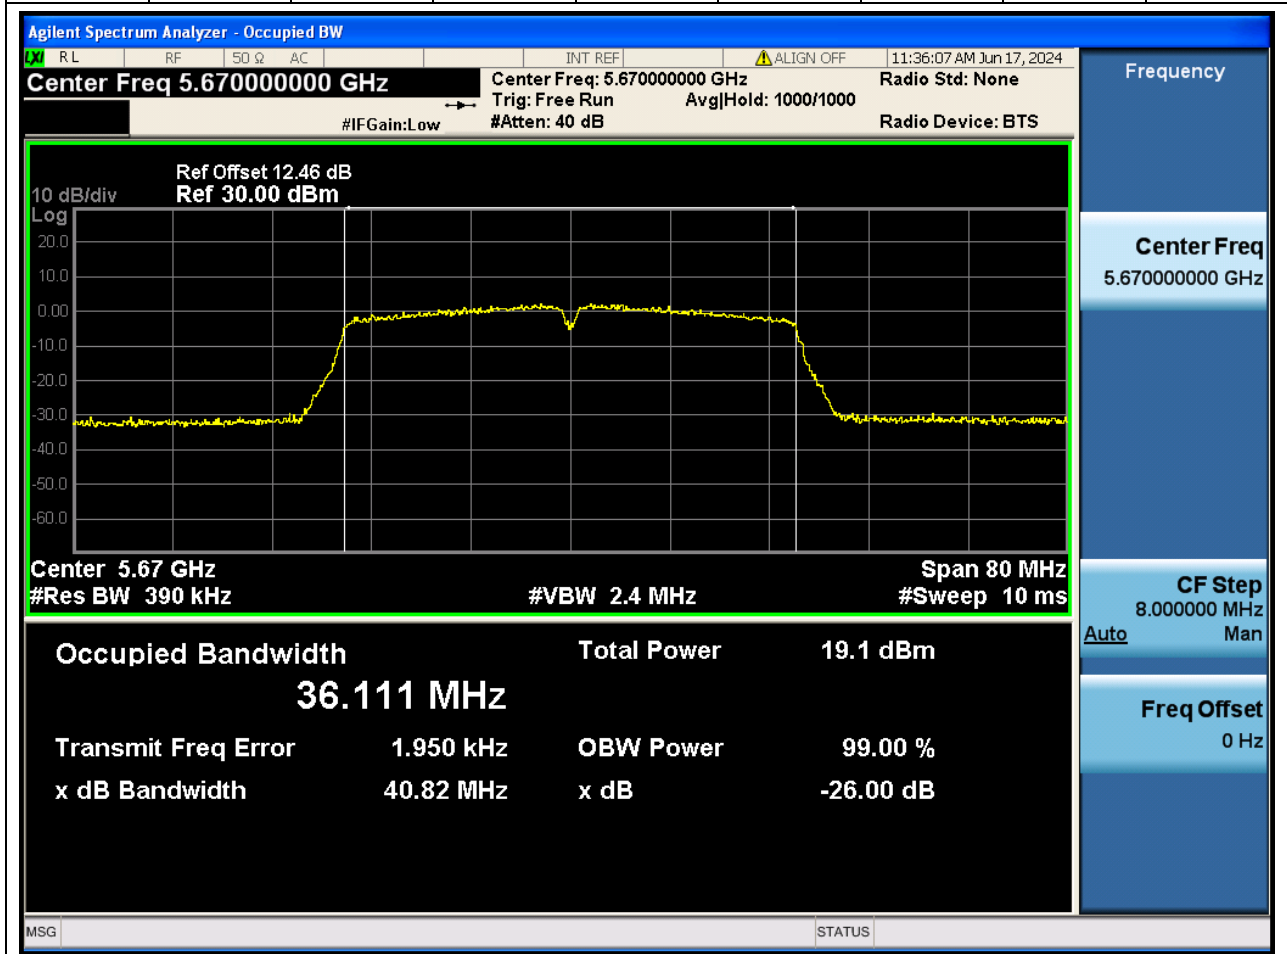 Agilent Spectrum Analyzer - Occupied BW
LXI RL RF 50 Ω AC INT REF ALIGN OFF 11:36:07 AM Jun 17, 2024
Center Freq 5.670000000 GHz
Center Freq: 5.670000000 GHz
Radio Std: None
Trig: Free Run Avg|Hold: 1000/1000
#IFGain:Low
#Atten: 40 dB
Radio Device: BTS
Frequency
Ref Offset 12.46 dB
10 dB/div Ref 30.00 dBm
Log
20.0
10.0
0.00
-10.0
-20.0
-30.0
-40.0
-50.0
-60.0
Center 5.67 GHz Span 80 MHz
#Res BW 390 kHz #VBW 2.4 MHz #Sweep 10 ms
Occupied Bandwidth
36.111 MHz
Total Power 19.1 dBm
Transmit Freq Error 1.950 kHz OBW Power 99.00 %
x dB Bandwidth 40.82 MHz x dB -26.00 dB
Center Freq
5.670000000 GHz
CF Step
8.000000 MHz
Auto Man
Freq Offset
0 Hz
MSG STATUS